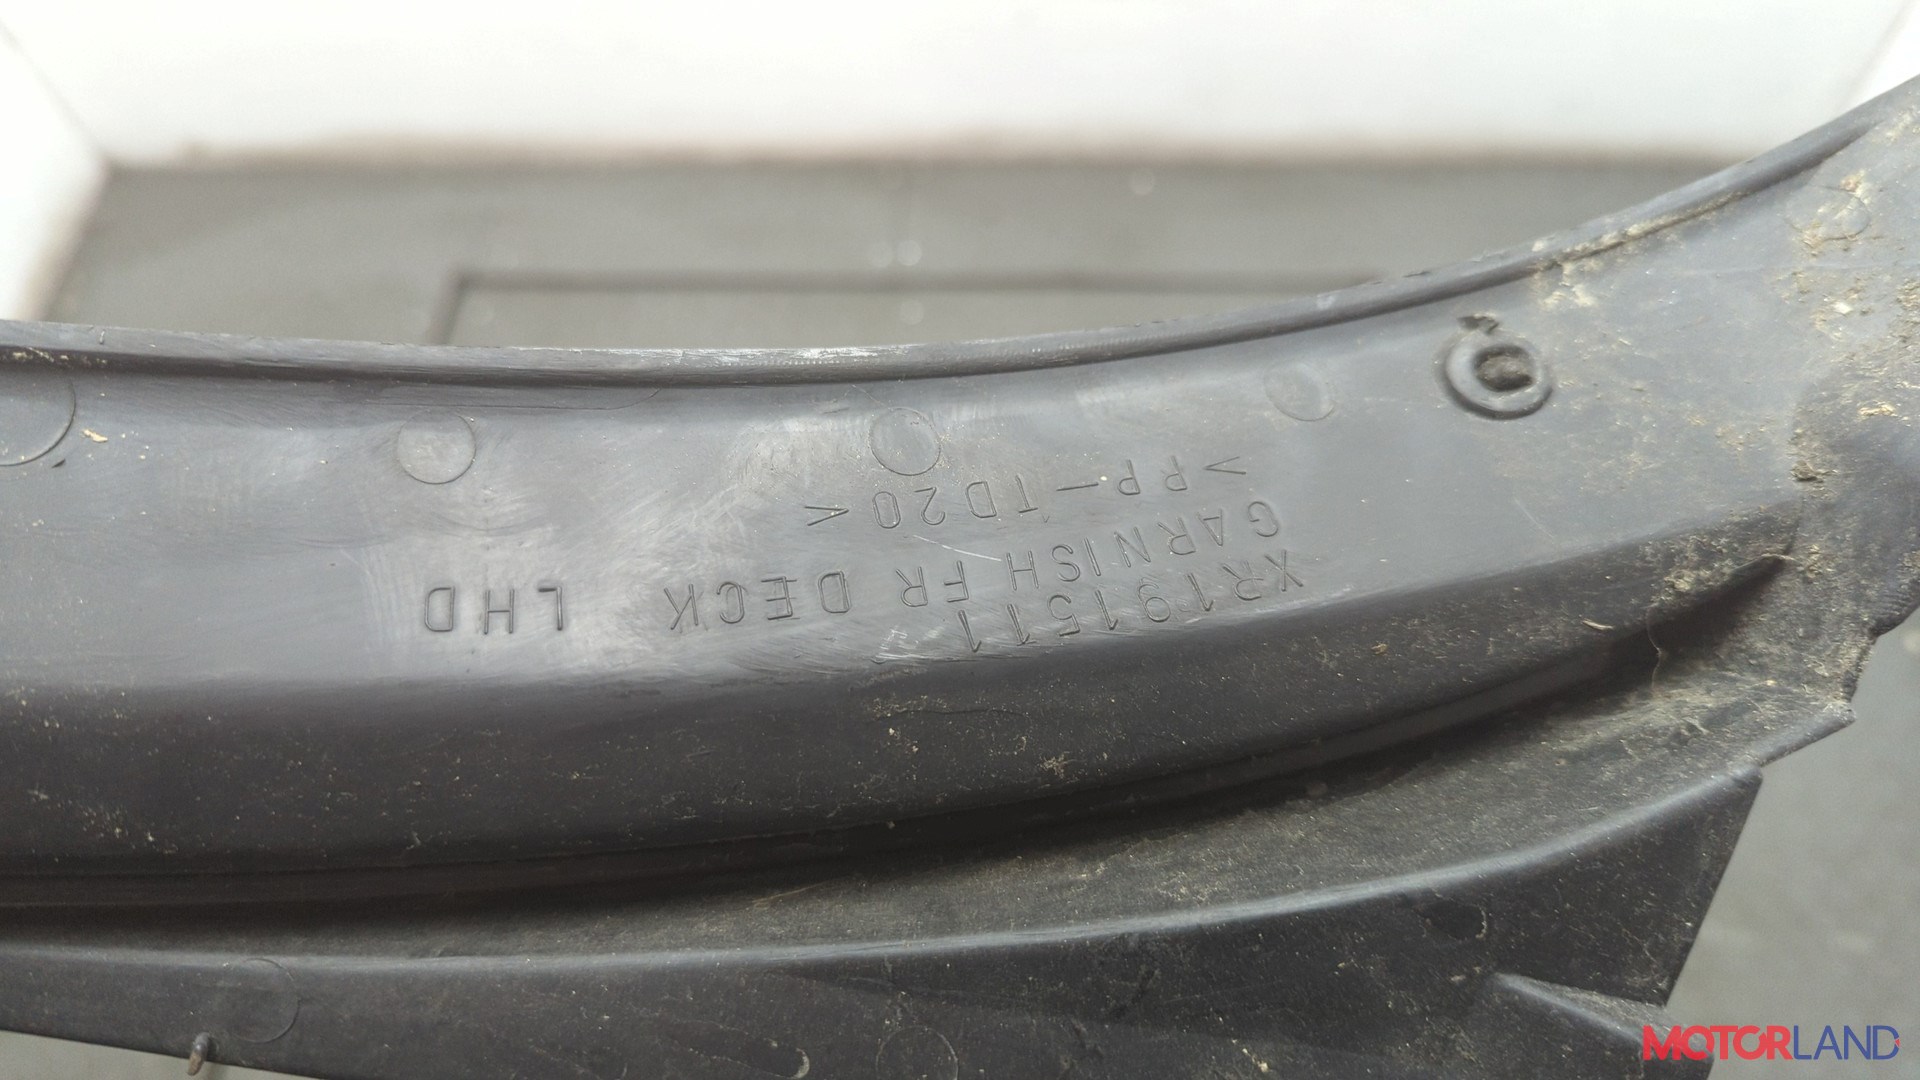 XR191511
GARNISH FR DECK LHD
>PP-TD20<
MOTORLAND